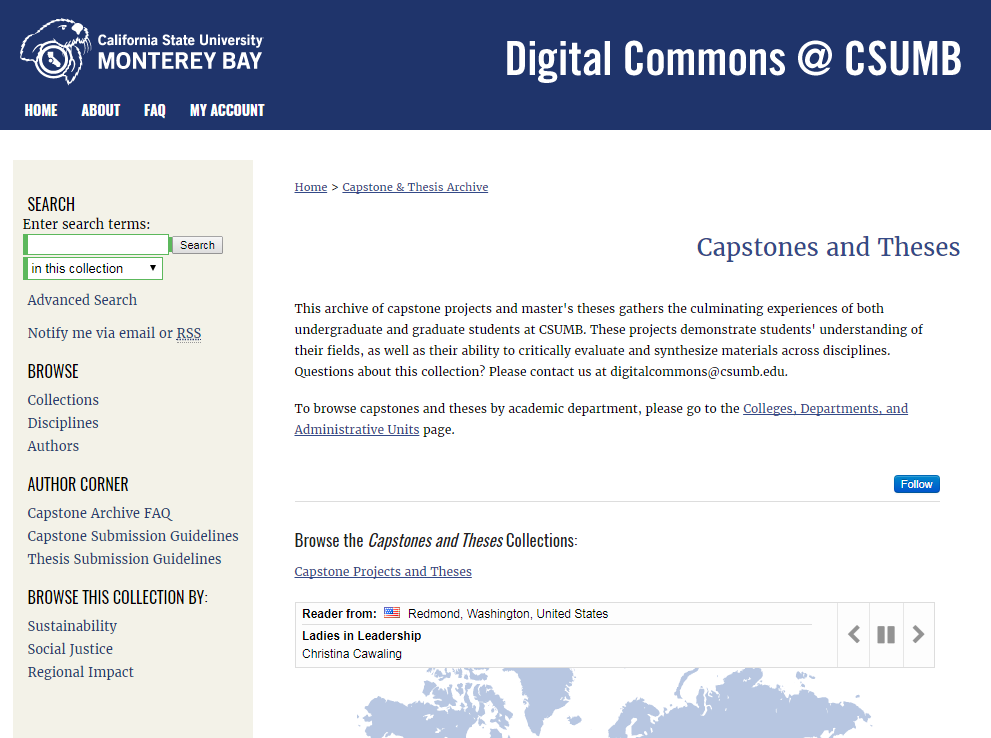 California State University
MONTEREY BAY
Digital Commons @ CSUMB
HOME ABOUT FAQ MY ACCOUNT
SEARCH
Enter search terms:
Search
in this collection
Advanced Search
Notify me via email or RSS
BROWSE
Collections
Disciplines
Authors
AUTHOR CORNER
Capstone Archive FAQ
Capstone Submission Guidelines
Thesis Submission Guidelines
BROWSE THIS COLLECTION BY:
Sustainability
Social Justice
Regional Impact
Home > Capstone & Thesis Archive
Capstones and Theses
This archive of capstone projects and master's theses gathers the culminating experiences of both
undergraduate and graduate students at CSUMB. These projects demonstrate students' understanding of
their fields, as well as their ability to critically evaluate and synthesize materials across disciplines.
Questions about this collection? Please contact us at digitalcommons@csumb.edu.
To browse capstones and theses by academic department, please go to the Colleges, Departments, and
Administrative Units page.
Follow
Browse the Capstones and Theses Collections:
Capstone Projects and Theses
Reader from: Redmond, Washington, United States
Ladies in Leadership
Christina Cawaling